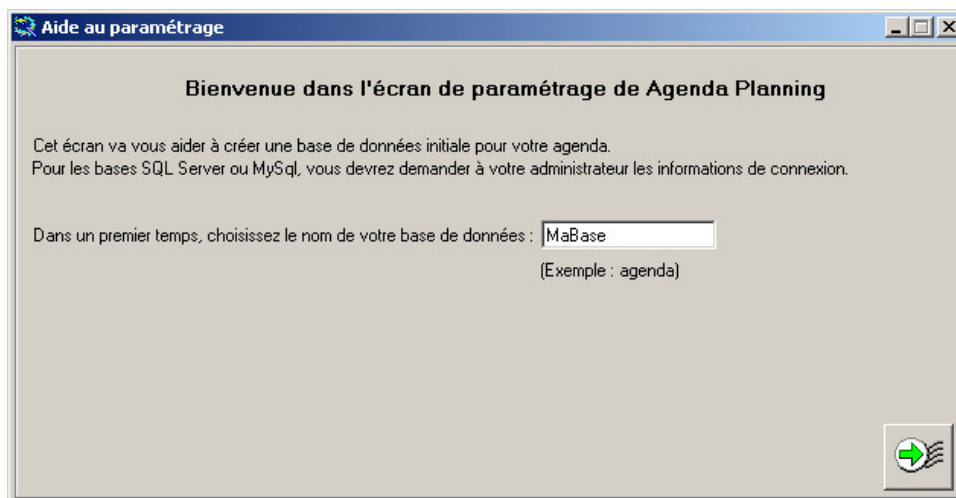 Aide au paramétrage
Bienvenue dans l'écran de paramétrage de Agenda Planning
Cet écran va vous aider à créer une base de données initiale pour votre agenda.
Pour les bases SQL Server ou MySql, vous devrez demander à votre administrateur les informations de connexion.
Dans un premier temps, choisissez le nom de votre base de données : MaBase
(Exemple : agenda)